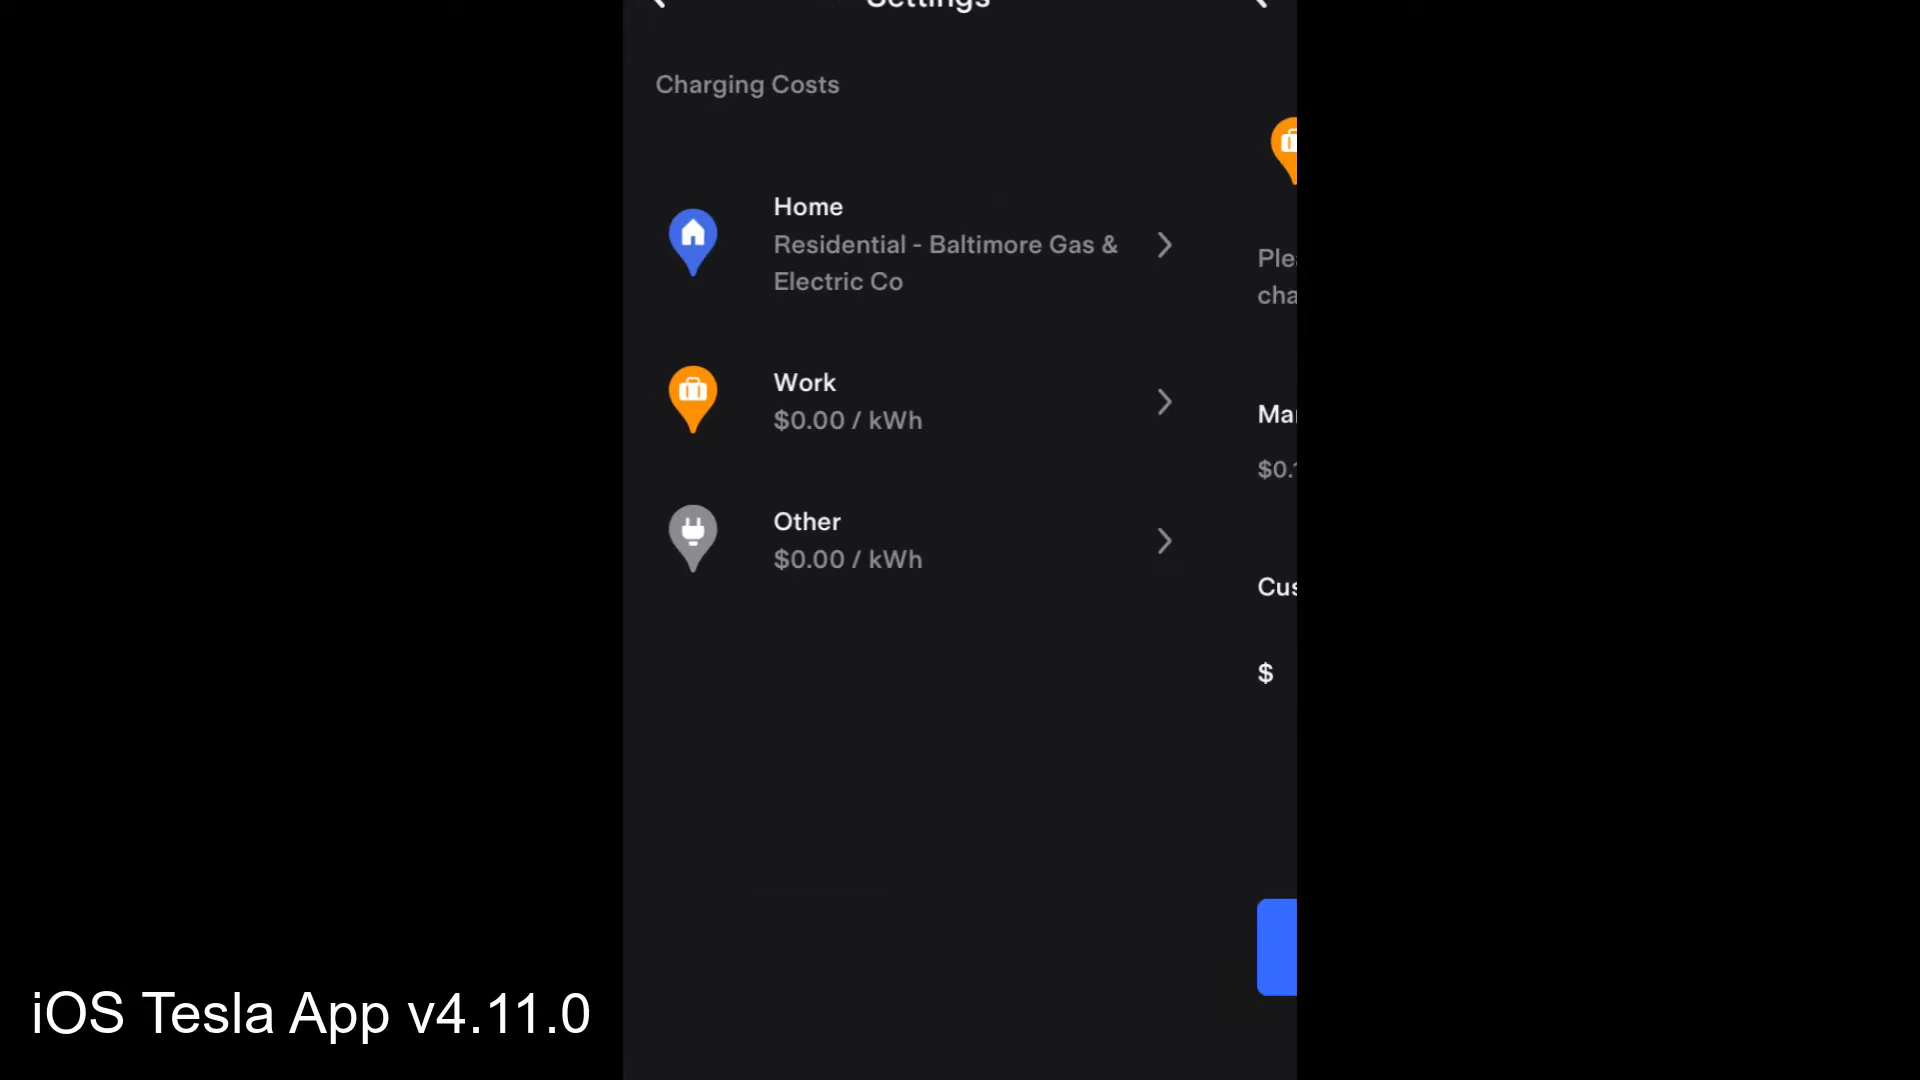 Settings
Charging Costs
Home
Residential - Baltimore Gas &
Electric Co
Work
$0.00 / kWh
Other
$0.00 / kWh
$
iOS Tesla App v4.11.0